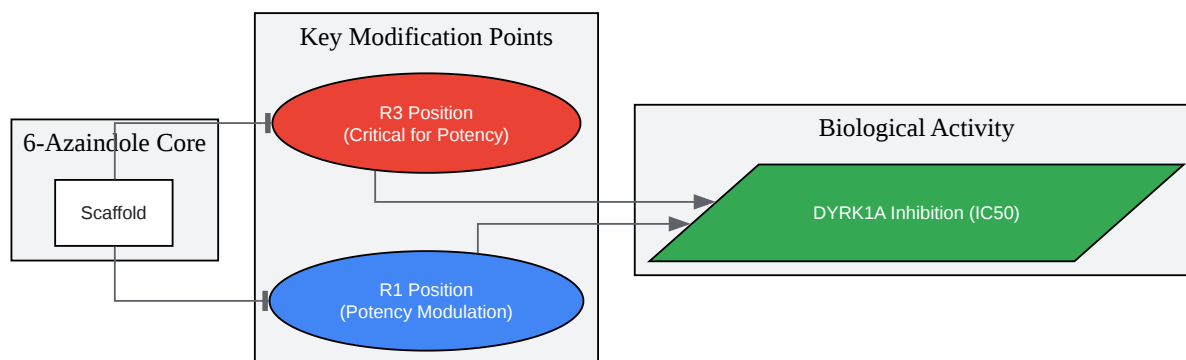 Key Modification Points
R3 Position
(Critical for Potency)
6-Azaindole Core
Scaffold
Biological Activity
DYRK1A Inhibition (IC50)
R1 Position
(Potency Modulation)